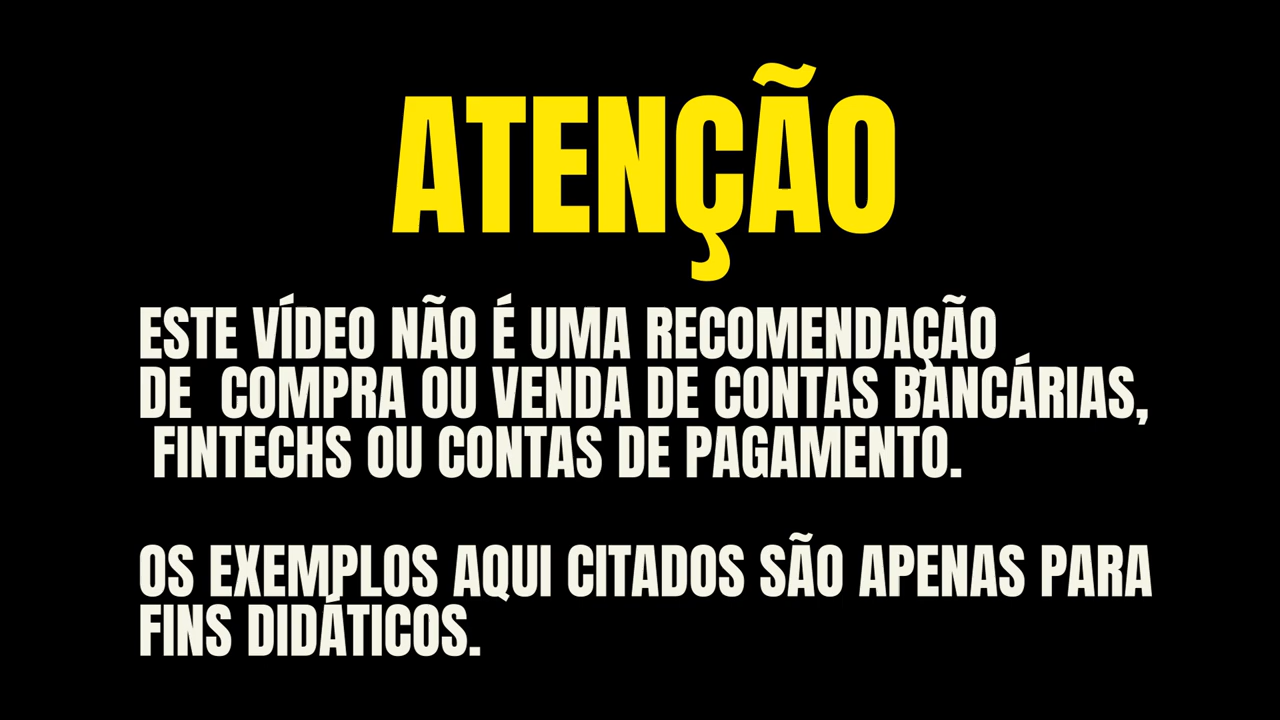 ATENÇÃO
ESTE VÍDEO NÃO É UMA RECOMENDAÇÃO
DE COMPRA OU VENDA DE CONTAS BANCÁRIAS,
FINTECHS OU CONTAS DE PAGAMENTO.
OS EXEMPLOS AQUI CITADOS SÃO APENAS PARA
FINS DIDÁTICOS.